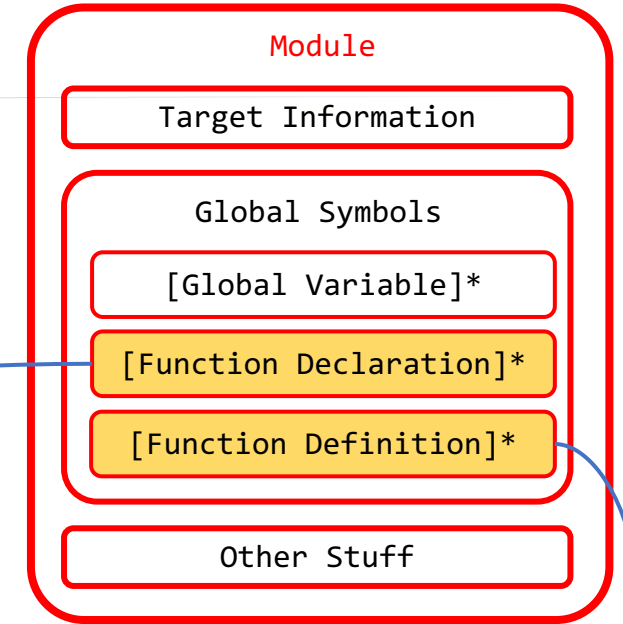 Module
Target Information
Global Symbols
[Global Variable]*
[Function Declaration]*
[Function Definition]*
Other Stuff